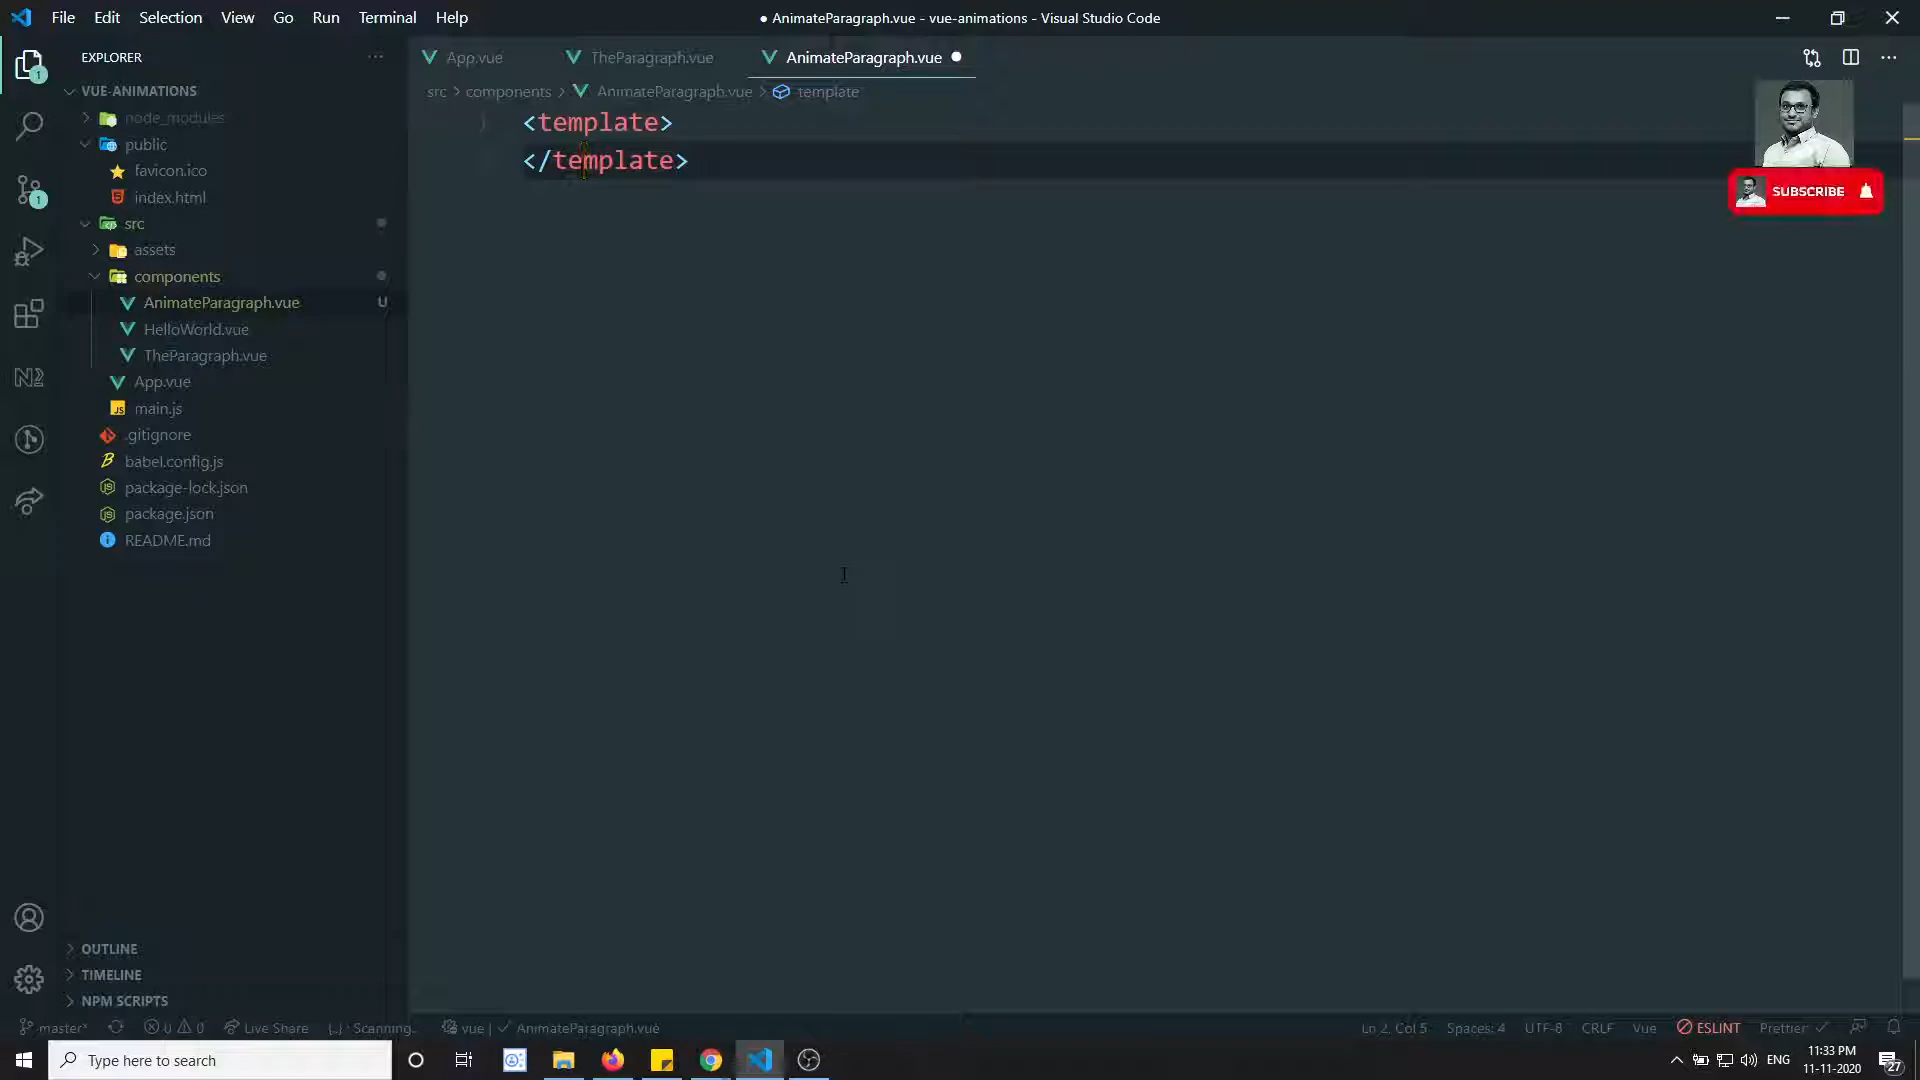 File Edit Selection View Go Run Terminal Help
● AnimateParagraph.vue - vue-animations - Visual Studio Code
EXPLORER
App.vue TheParagraph.vue AnimateParagraph.vue
VUE-ANIMATIONS
src > components > AnimateParagraph.vue > template
node_modules
public
favicon.ico
index.html
src
assets
components
AnimateParagraph.vue U
HelloWorld.vue
TheParagraph.vue
App.vue
main.js
.gitignore
babel.config.js
package-lock.json
package.json
README.md
<template>
</template>
SUBSCRIBE
OUTLINE
TIMELINE
NPM SCRIPTS
master* 0 0 Live Share Scanning.. vue | AnimateParagraph.vue
Ln 2, Col 5 Spaces: 4 UTF-8 CRLF Vue ESLINT Prettier
Type here to search
ENG
11:33 PM
11-11-2020
27